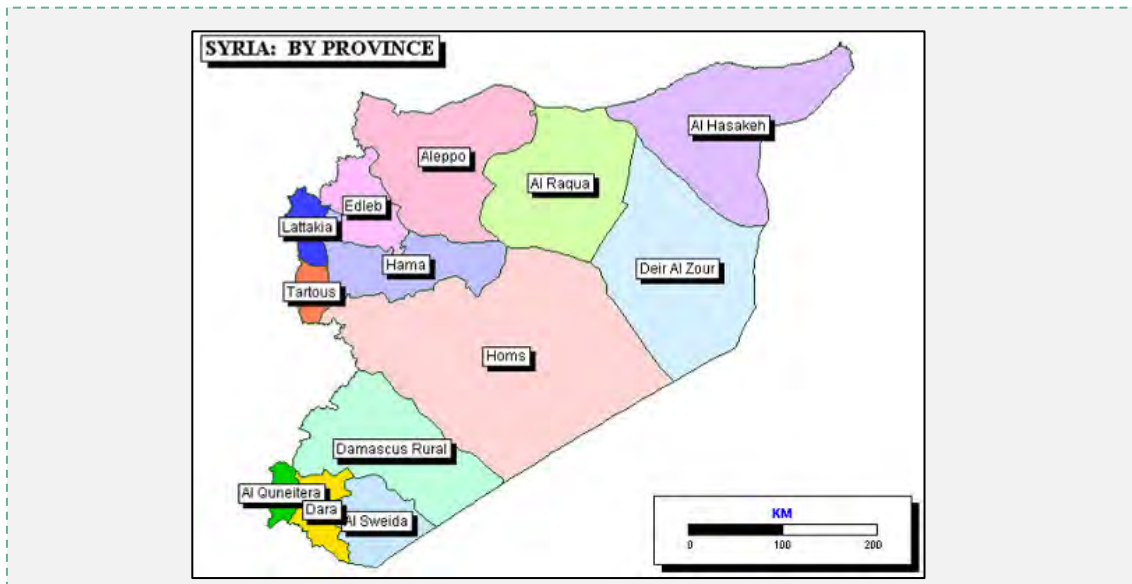 SYRIA: BY PROVINCE
Al Hasakeh
Aleppo
Al Raqua
Edleb
Lattakia
Hama
Deir Al Zour
Tartous
Homs
Damascus Rural
Al Quneitera
Dara
Al Sweida
KM
0 100 200